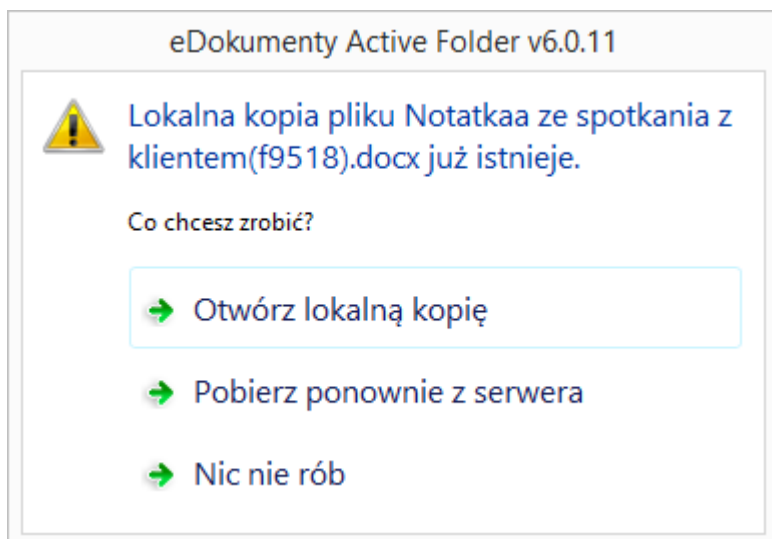 eDokumenty Active Folder v6.0.11
Lokalna kopia pliku Notatkaa ze spotkania z
klientem(f9518).docx już istnieje.
Co chcesz zrobić?
Otwórz lokalną kopię
Pobierz ponownie z serwera
Nic nie rób